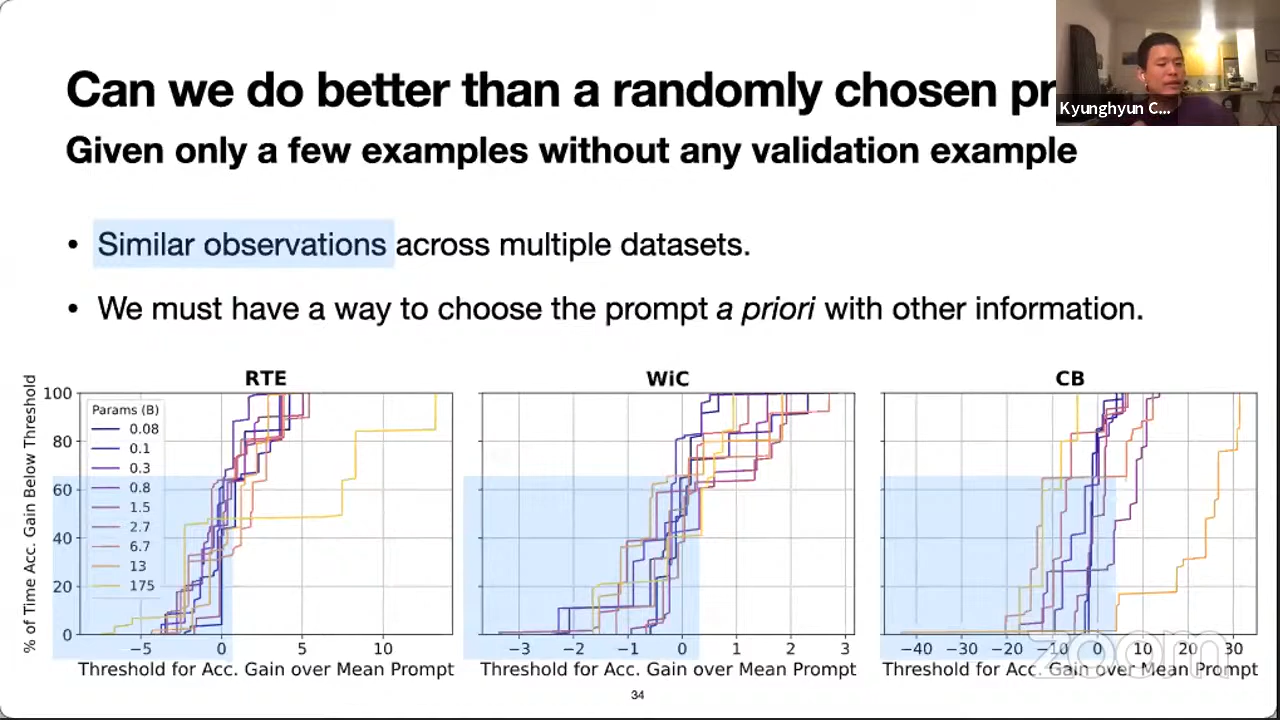 Can we do better than a randomly chosen pr
Kyunghyun C...
Given only a few examples without any validation example
• Similar observations across multiple datasets.
• We must have a way to choose the prompt a priori with other information.
% of Time Acc. Gain Below Threshold
RTE
100
80
60
40
20
0
Params (B)
0.08
0.1
0.3
0.8
1.5
2.7
6.7
13
175
−5 0 5 10
Threshold for Acc. Gain over Mean Prompt
WiC
−3 −2 −1 0 1 2 3
Threshold for Acc. Gain over Mean Prompt
CB
−40 −30 −20 −10 0 10 20 30
Threshold for Acc. Gain over Mean Prompt
zoom
34